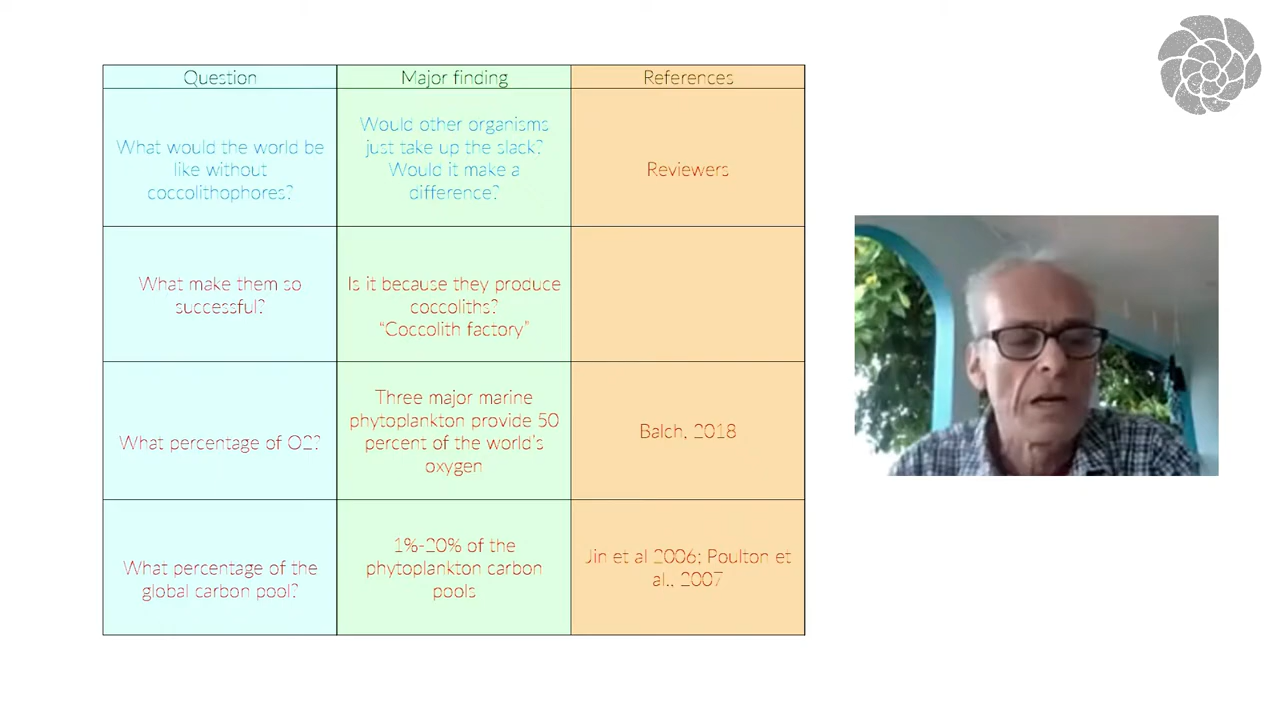 Question
Major finding
References
What would the world be
like without
coccolithophores?
Would other organisms
just take up the slack?
Would it make a
difference?
Reviewers
What make them so
successful?
Is it because they produce
coccoliths?
"Coccolith factory"
What percentage of O2?
Three major marine
phytoplankton provide 50
percent of the world's
oxygen
Balch, 2018
What percentage of the
global carbon pool?
1%-20% of the
phytoplankton carbon
pools
Jin et al 2006; Poulton et
al., 2007